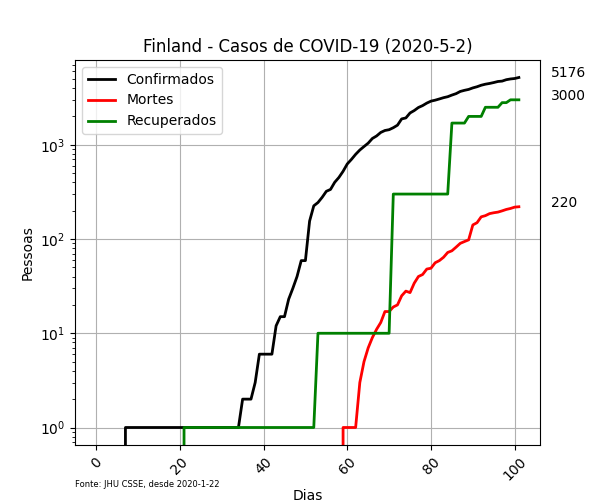 Finland - Casos de COVID-19 (2020-5-2)
Confirmados
Mortes
Recuperados
5176
3000
220
10³
10²
10¹
10⁰
Pessoas
0 20 40 60 80 100
Fonte: JHU CSSE, desde 2020-1-22
Dias